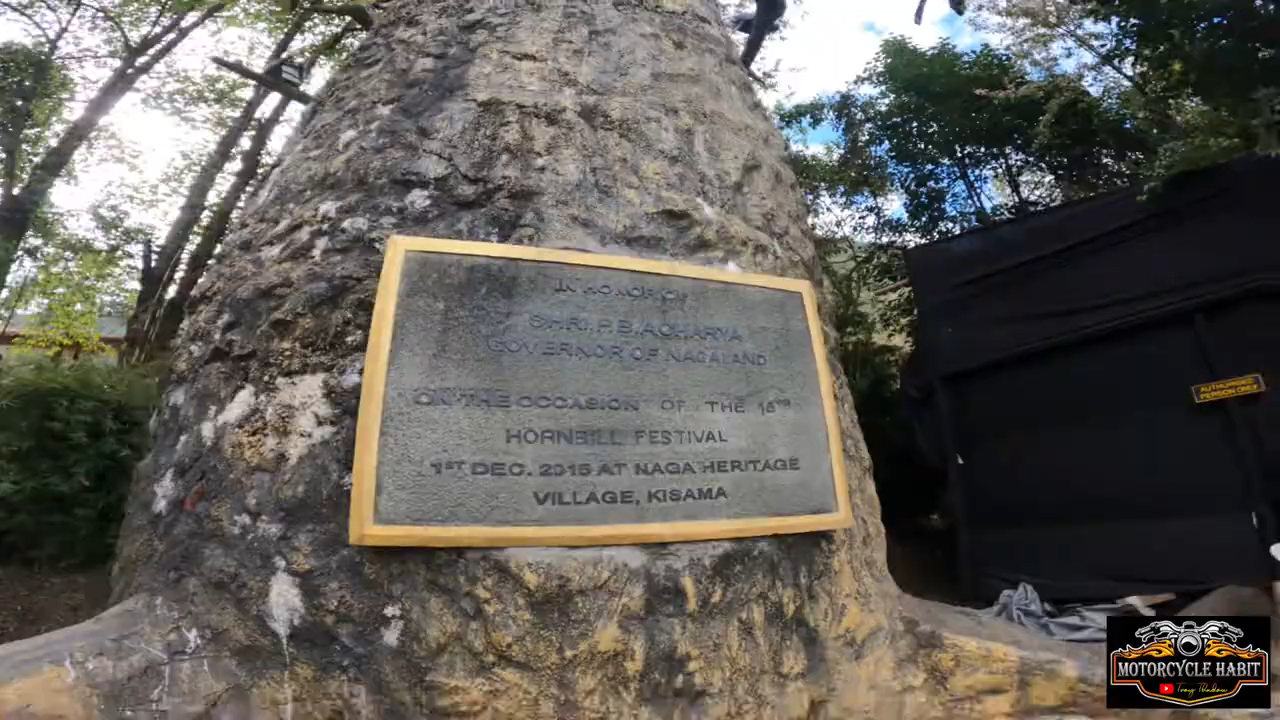 IN HONOR OF
SHRI. P. B. ACHARYA
GOVERNOR OF NAGALAND
ON THE OCCASION OF THE 16TH
HORNBILL FESTIVAL
1ST DEC. 2015 AT NAGA HERITAGE
VILLAGE, KISAMA
AUTHORISED
PERSON ONLY
MOTORCYCLE HABIT